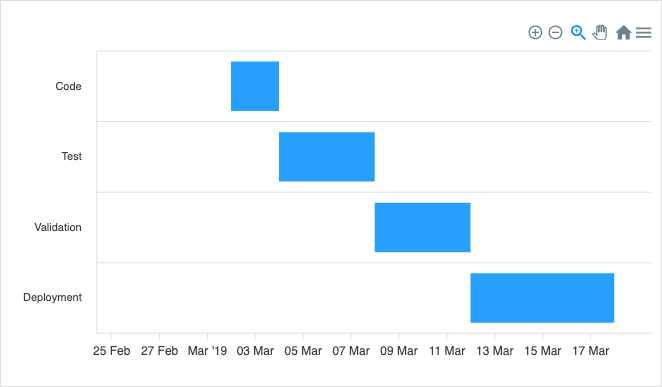 Code
Test
Validation
Deployment
25 Feb 27 Feb Mar '19 03 Mar 05 Mar 07 Mar 09 Mar 11 Mar 13 Mar 15 Mar 17 Mar